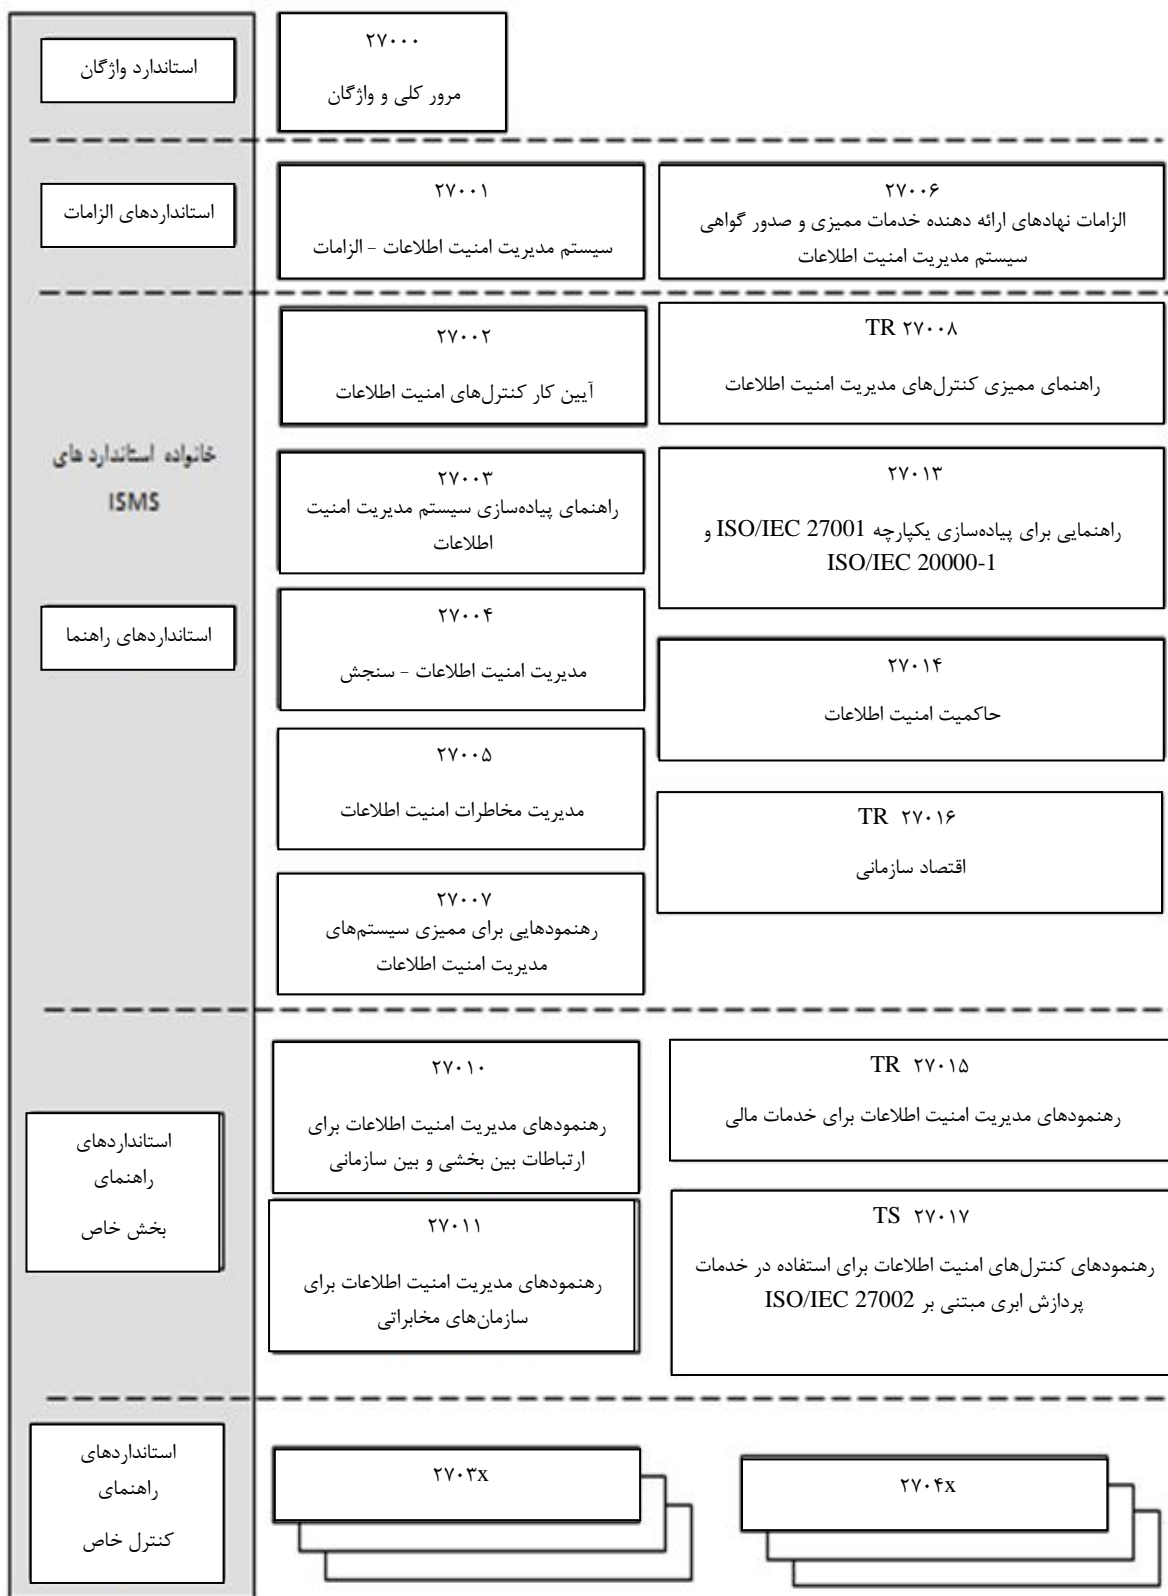 استاندارد واژگان
۲۷۰۰۰
مرور کلی و واژگان
استانداردهای الزامات
۲۷۰۰۱
سیستم مدیریت امنیت اطلاعات - الزامات
۲۷۰۰۶
الزامات نهادهای ارائه دهنده خدمات ممیزی و صدور گواهی
سیستم مدیریت امنیت اطلاعات
خانواده استانداردهای
ISMS
استانداردهای راهنما
۲۷۰۰۲
آیین کار کنترل‌های امنیت اطلاعات
TR ۲۷۰۰۸
راهنمای ممیزی کنترل‌های مدیریت امنیت اطلاعات
۲۷۰۰۳
راهنمای پیاده‌سازی سیستم مدیریت امنیت
اطلاعات
۲۷۰۱۳
راهنمایی برای پیاده‌سازی یکپارچه ISO/IEC 27001 و
ISO/IEC 20000-1
۲۷۰۰۴
مدیریت امنیت اطلاعات - سنجش
۲۷۰۱۴
حاکمیت امنیت اطلاعات
۲۷۰۰۵
مدیریت مخاطرات امنیت اطلاعات
TR ۲۷۰۱۶
اقتصاد سازمانی
۲۷۰۰۷
رهنمودهایی برای ممیزی سیستم‌های
مدیریت امنیت اطلاعات
استانداردهای
راهنمای
بخش خاص
۲۷۰۱۰
رهنمودهای مدیریت امنیت اطلاعات برای
ارتباطات بین بخشی و بین سازمانی
TR ۲۷۰۱۵
رهنمودهای مدیریت امنیت اطلاعات برای خدمات مالی
۲۷۰۱۱
رهنمودهای مدیریت امنیت اطلاعات برای
سازمان‌های مخابراتی
TS ۲۷۰۱۷
رهنمودهای کنترل‌های امنیت اطلاعات برای استفاده در خدمات
پردازش ابری مبتنی بر ISO/IEC 27002
استانداردهای
راهنمای
کنترل خاص
۲۷۰۳x
۲۷۰۴x